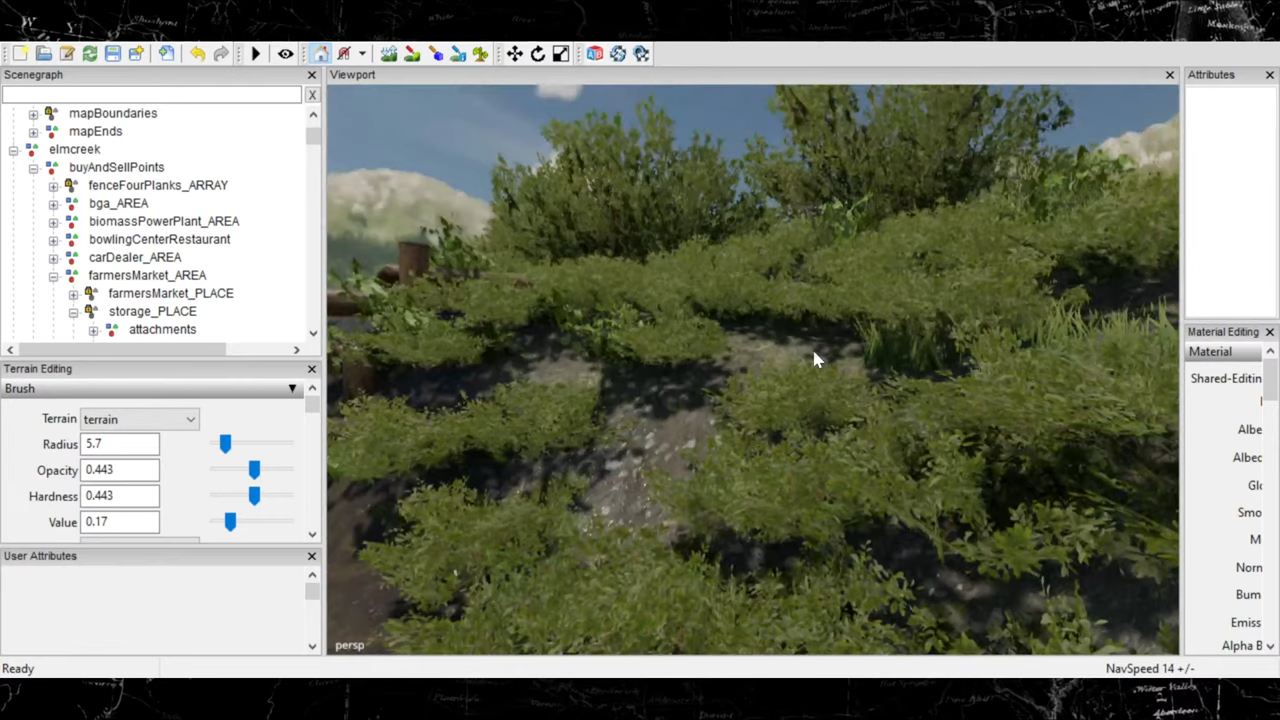 Scenegraph
Viewport
Attributes
X
mapBoundaries
mapEnds
elmcreek
buyAndSellPoints
fenceFourPlanks_ARRAY
bga_AREA
biomassPowerPlant_AREA
bowlingCenterRestaurant
carDealer_AREA
farmersMarket_AREA
farmersMarket_PLACE
storage_PLACE
attachments
Terrain Editing
Brush
Terrain
terrain
Radius
5.7
Opacity
0.443
Hardness
0.443
Value
0.17
User Attributes
Ready
persp
NavSpeed 14 +/-
Material Editing
Material
Shared-Editin
Albe
Albec
Glo
Smo
M
Norn
Bum
Emiss
Alpha B